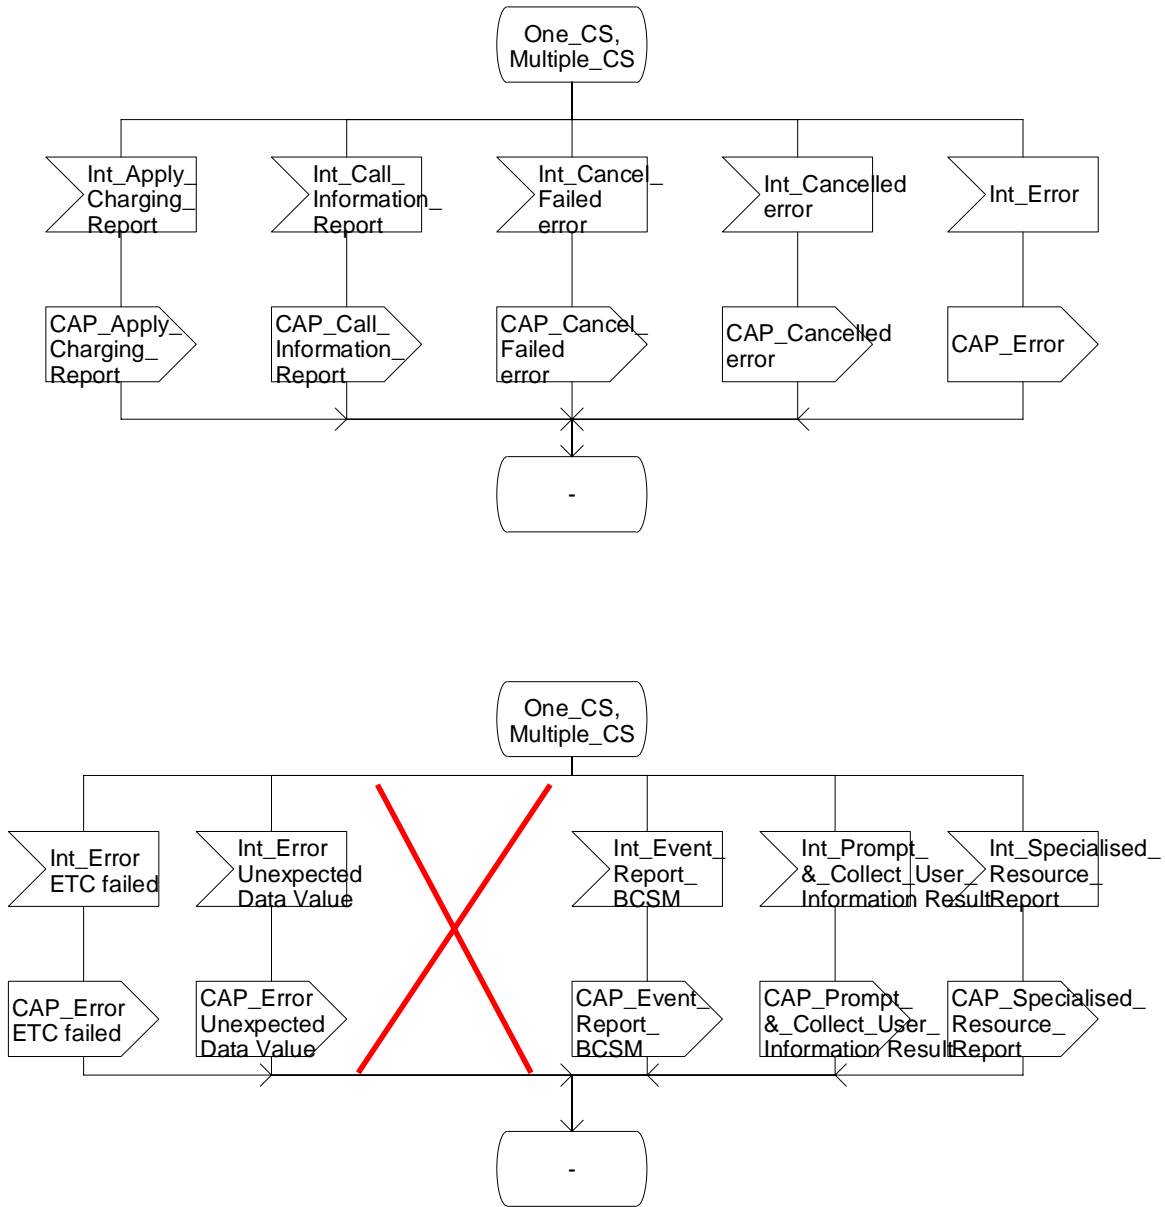 One_CS,
Multiple_CS
Int_Apply_
Charging_
Report
Int_Call_
Information_
Report
Int_Cancel_
Failed
error
Int_Cancelled
error
Int_Error
CAP_Apply_
Charging_
Report
CAP_Call_
Information_
Report
CAP_Cancel_
Failed
error
CAP_Cancelled
error
CAP_Error
-
One_CS,
Multiple_CS
Int_Error
ETC failed
Int_Error
Unexpected
Data Value
Int_Event_
Report_
BCSM
Int_Prompt_
&_Collect_User_
Information Result
Int_Specialised_
Resource_
Report
CAP_Error
ETC failed
CAP_Error
Unexpected
Data Value
CAP_Event_
Report_
BCSM
CAP_Prompt_
&_Collect_User_
Information Result
CAP_Specialised_
Resource_
Report
-